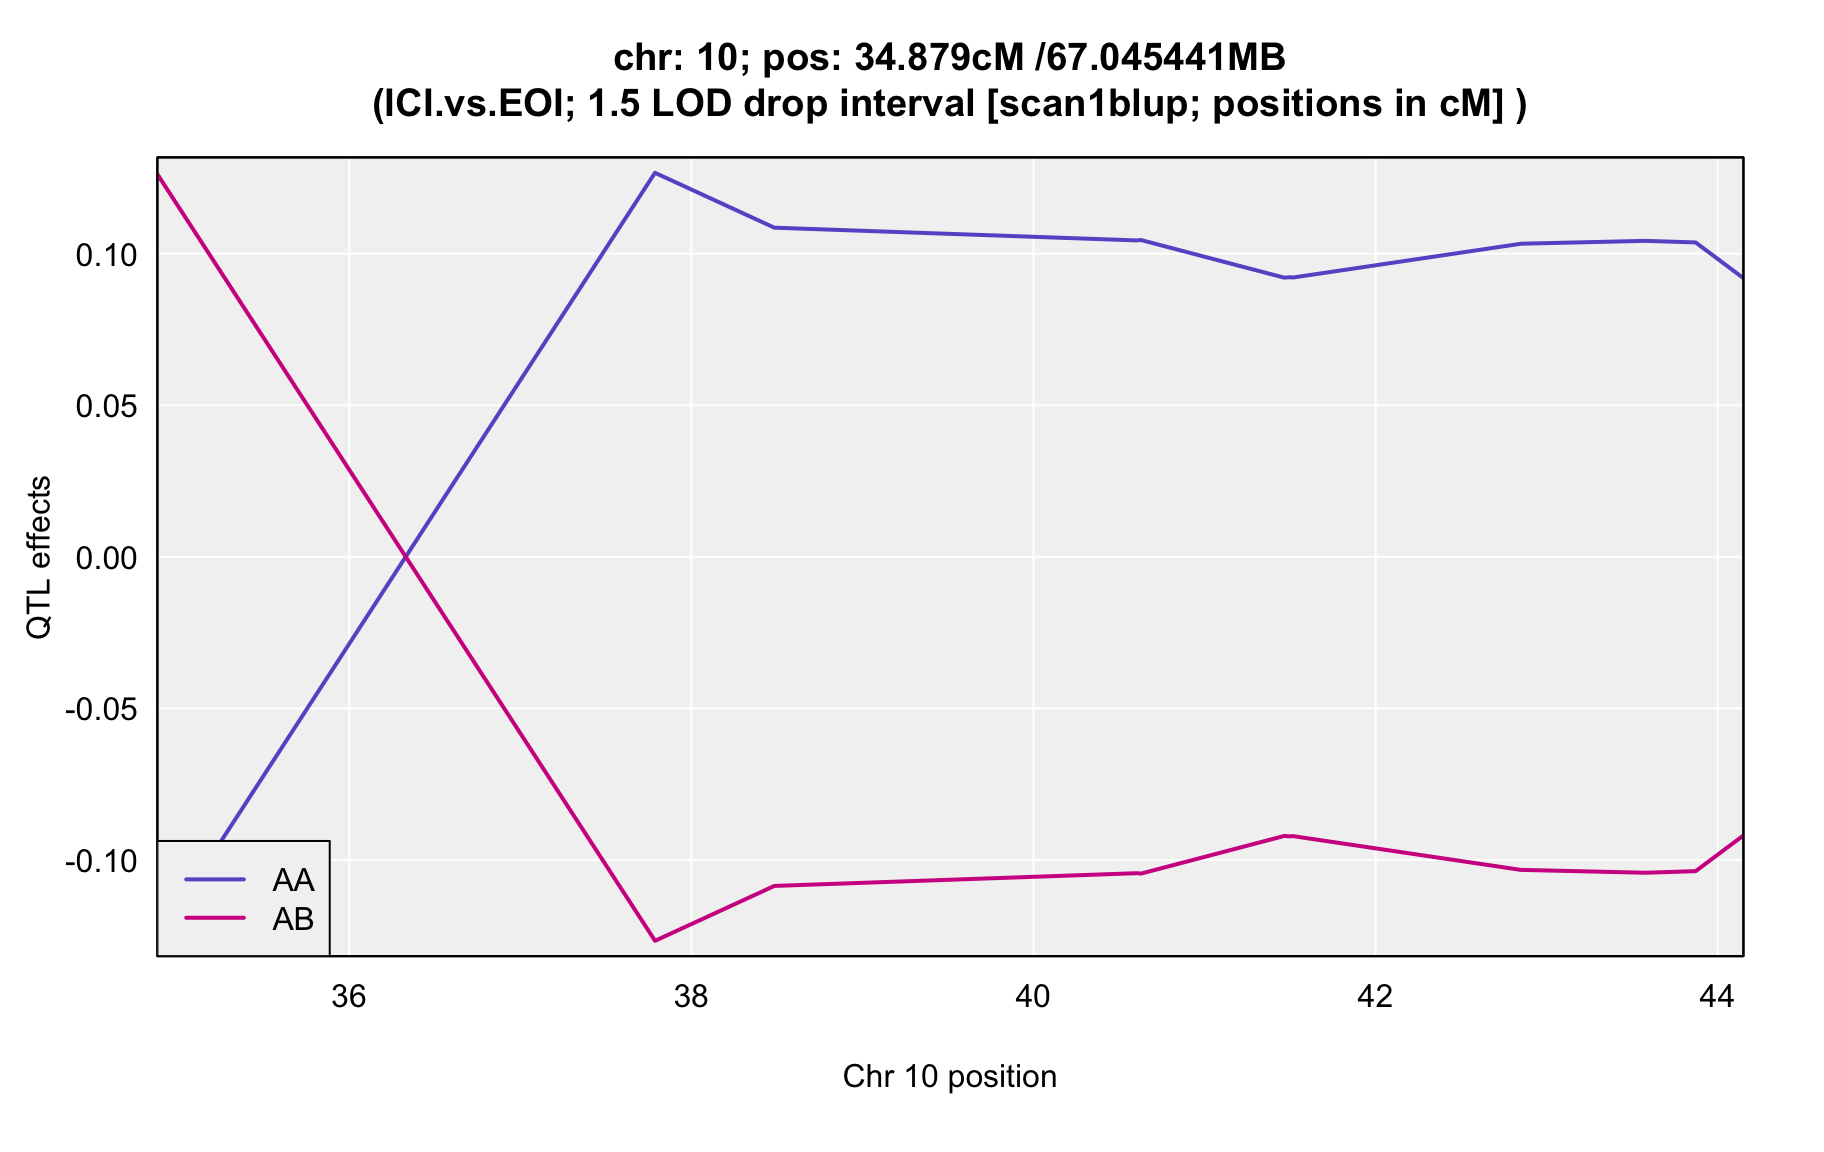 chr: 10; pos: 34.879cM /67.045441MB
(ICI.vs.EOI; 1.5 LOD drop interval [scan1blup; positions in cM] )
QTL effects
0.10
0.05
0.00
-0.05
-0.10
AA
AB
36 38 40 42 44
Chr 10 position